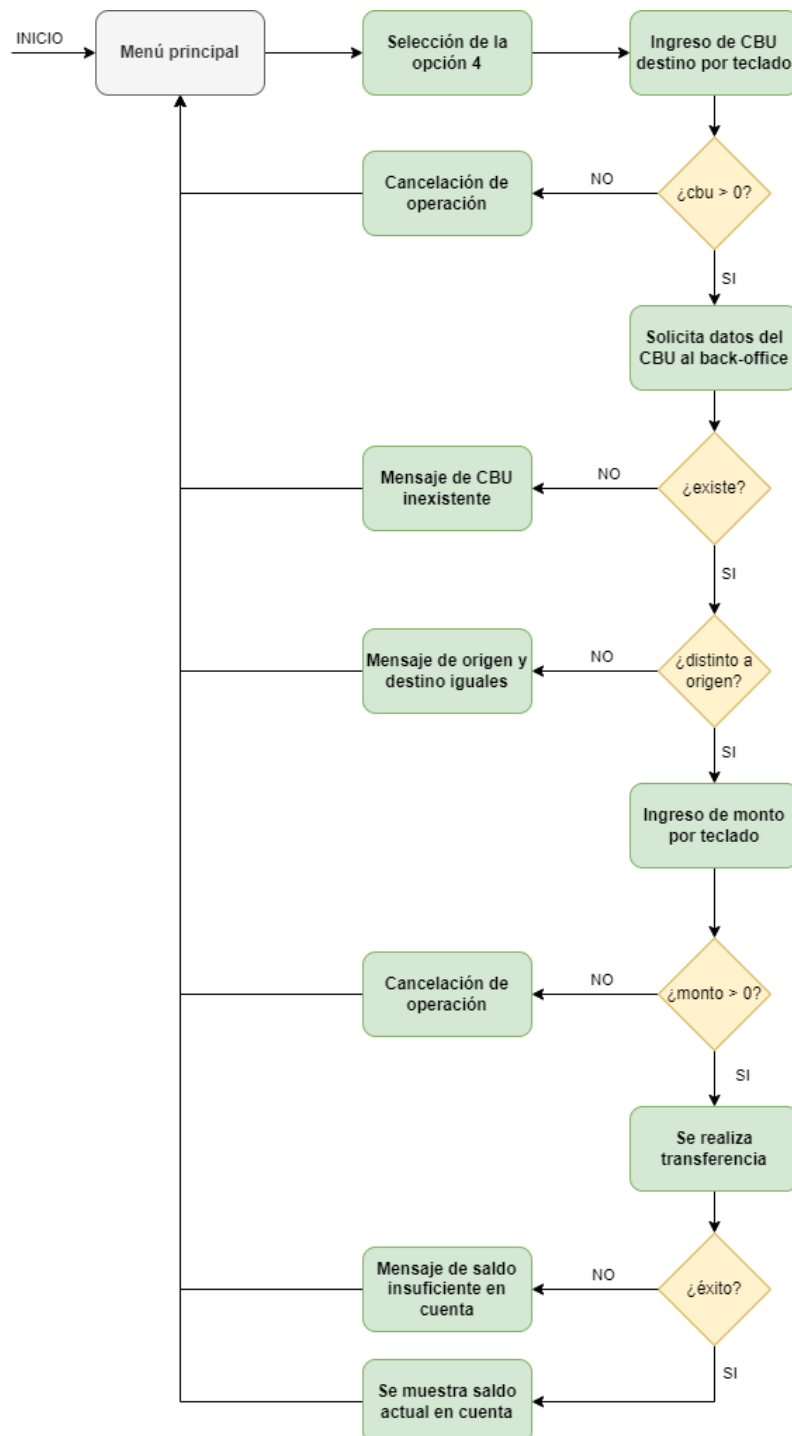 INICIO
Menú principal
Selección de la
opción 4
Ingreso de CBU
destino por teclado
Cancelación de
operación
NO
¿cbu > 0?
SI
Solicita datos del
CBU al back-office
Mensaje de CBU
inexistente
NO
¿existe?
SI
Mensaje de origen y
destino iguales
NO
¿distinto a
origen?
SI
Ingreso de monto
por teclado
Cancelación de
operación
NO
¿monto > 0?
SI
Se realiza
transferencia
Mensaje de saldo
insuficiente en
cuenta
NO
¿éxito?
SI
Se muestra saldo
actual en cuenta